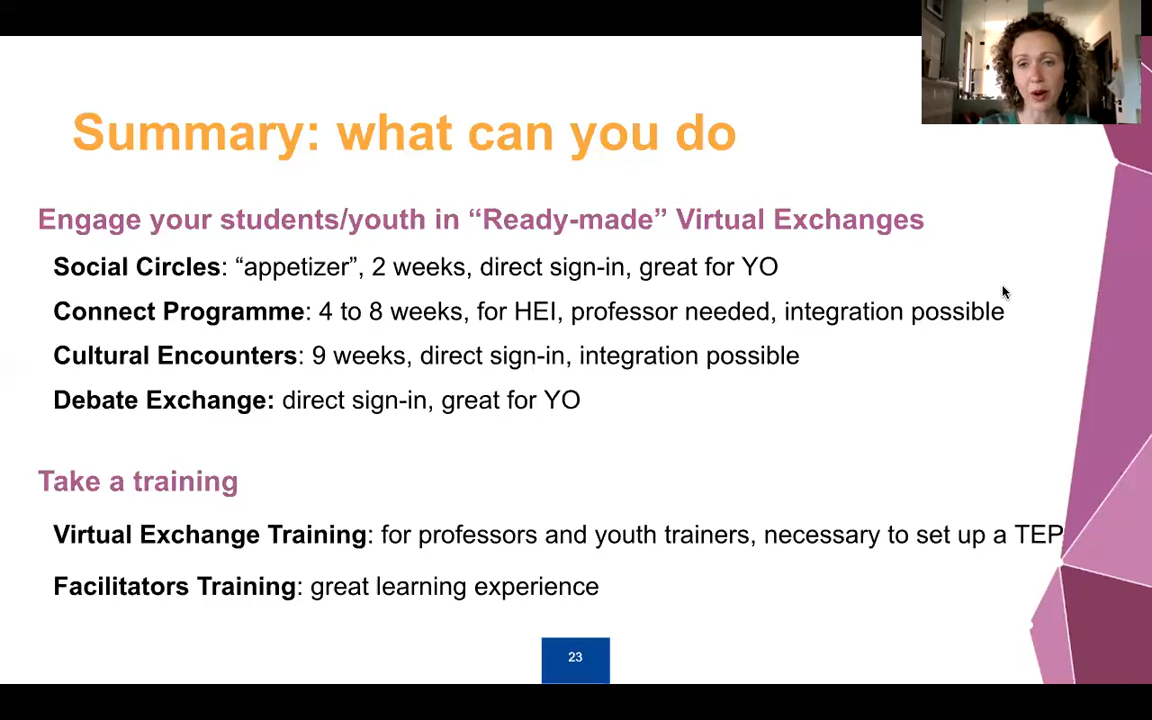 Summary: what can you do
Engage your students/youth in “Ready-made” Virtual Exchanges
Social Circles: “appetizer”, 2 weeks, direct sign-in, great for YO
Connect Programme: 4 to 8 weeks, for HEI, professor needed, integration possible
Cultural Encounters: 9 weeks, direct sign-in, integration possible
Debate Exchange: direct sign-in, great for YO
Take a training
Virtual Exchange Training: for professors and youth trainers, necessary to set up a TEP
Facilitators Training: great learning experience
23